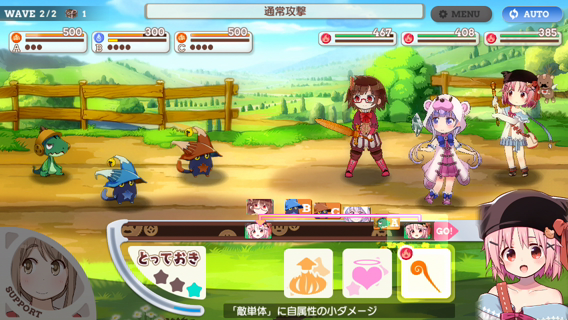 WAVE 2/2 1
通常攻撃
MENU
AUTO
500
A
300
B
500
C
467
408
385
B
C
A
GO!
とっておき
SUPPORT
「敵単体」に自属性の小ダメージ